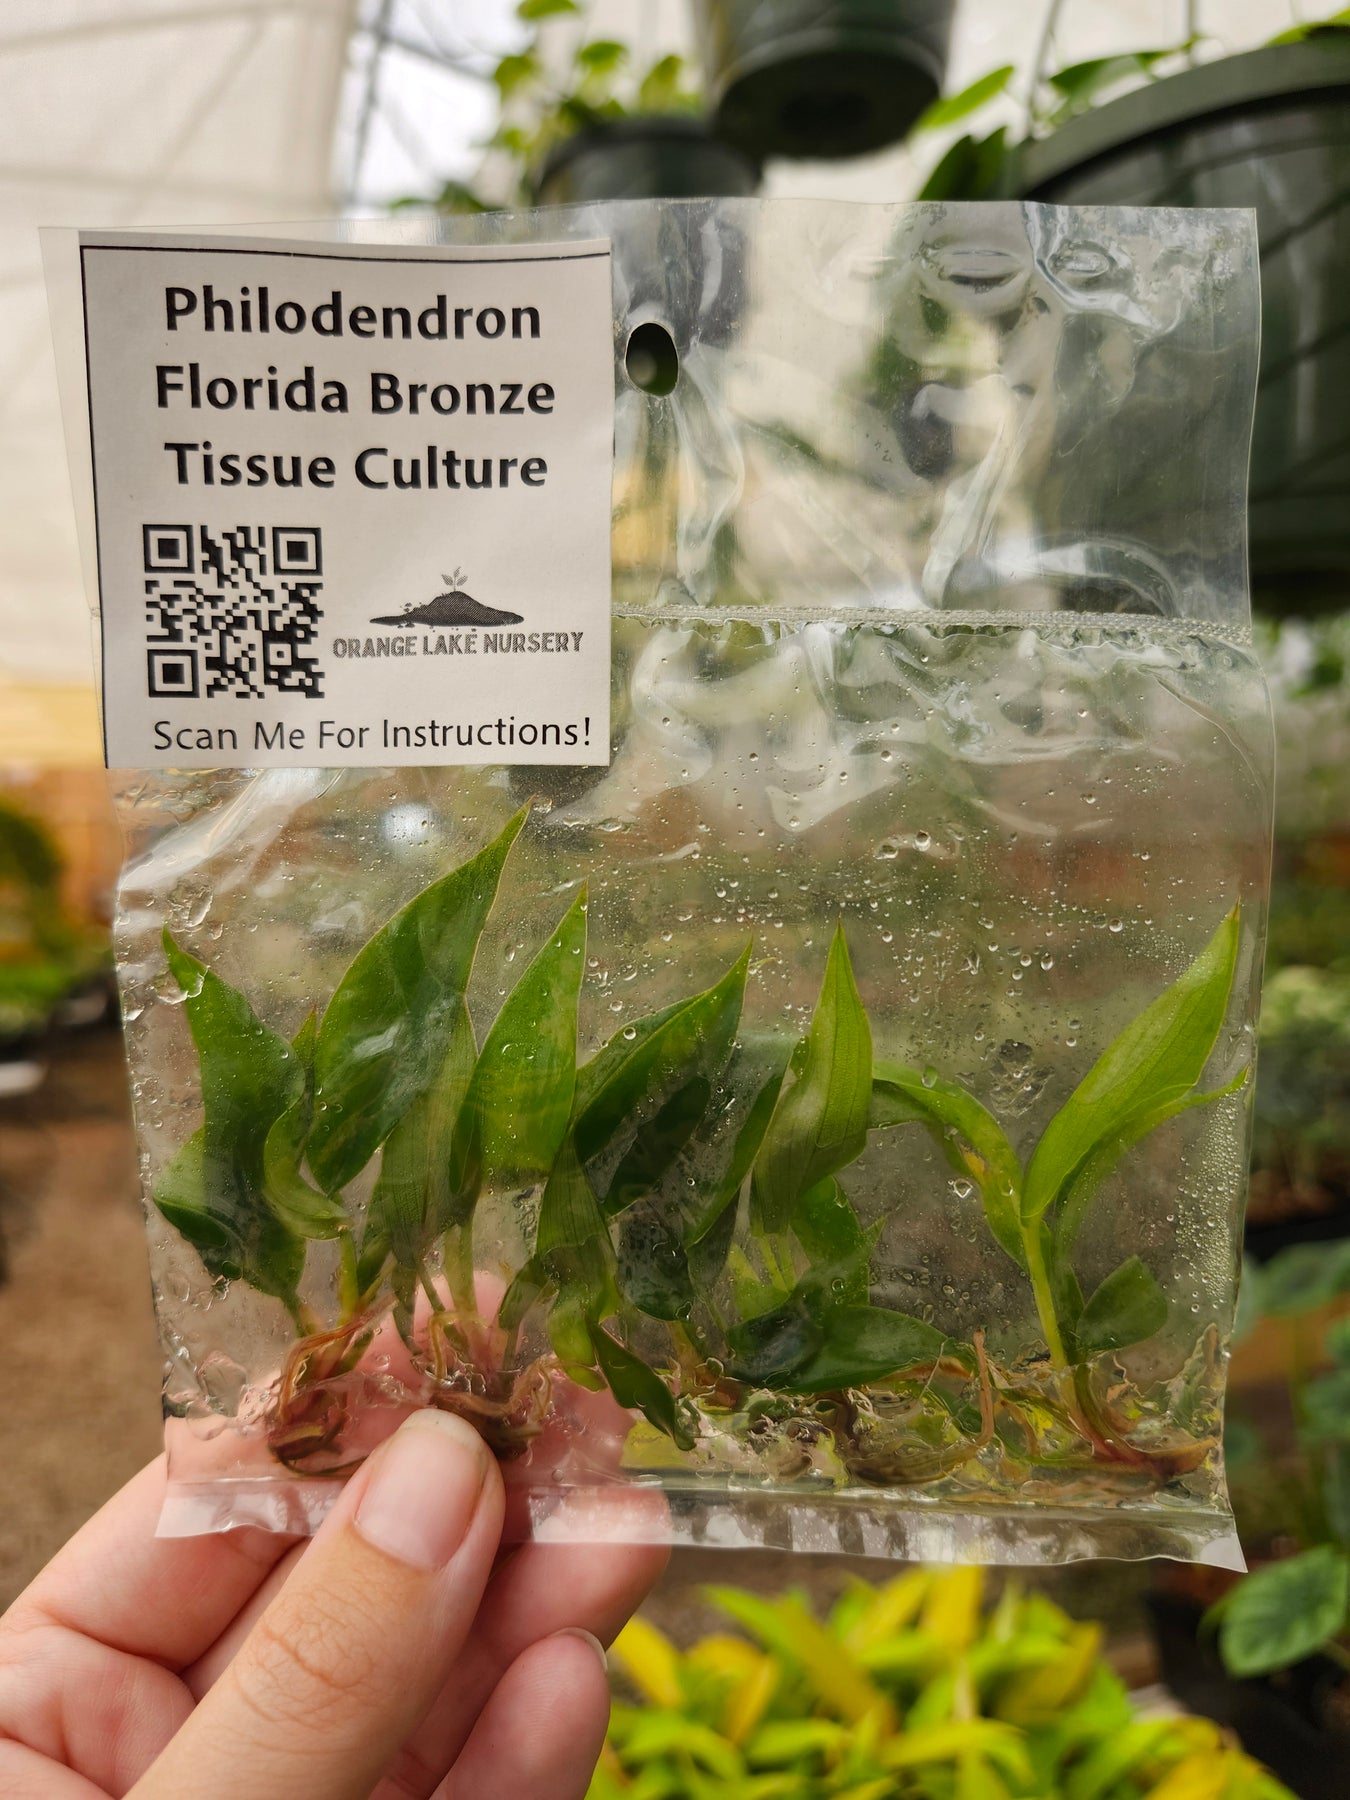 Philodendron
Florida Bronze
Tissue Culture
ORANGE LAKE NURSERY
Scan Me For Instructions!